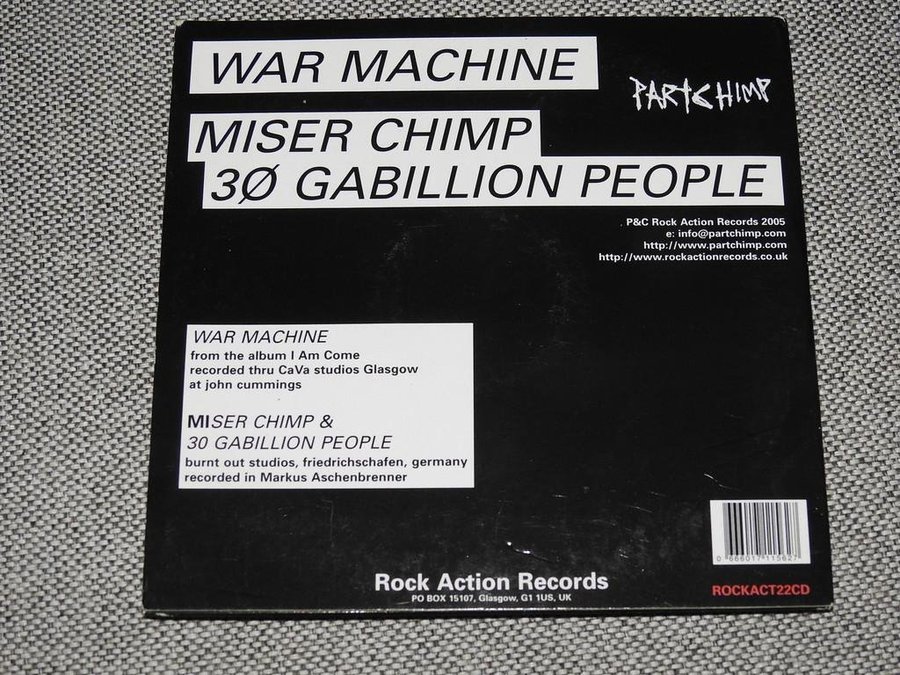 WAR MACHINE
PARTCHIMP
MISER CHIMP
3Ø GABILLION PEOPLE
P&C Rock Action Records 2005
e: info@partchimp.com
http://www.partchimp.com
http://www.rockactionrecords.co.uk
WAR MACHINE
from the album I Am Come
recorded thru CaVa studios Glasgow
at john cummings
MISER CHIMP &
30 GABILLION PEOPLE
burnt out studios, friedrichschafen, germany
recorded in Markus Aschenbrenner
0 666017 115627
Rock Action Records
PO BOX 15107, Glasgow, G1 1US, UK
ROCKACT22CD